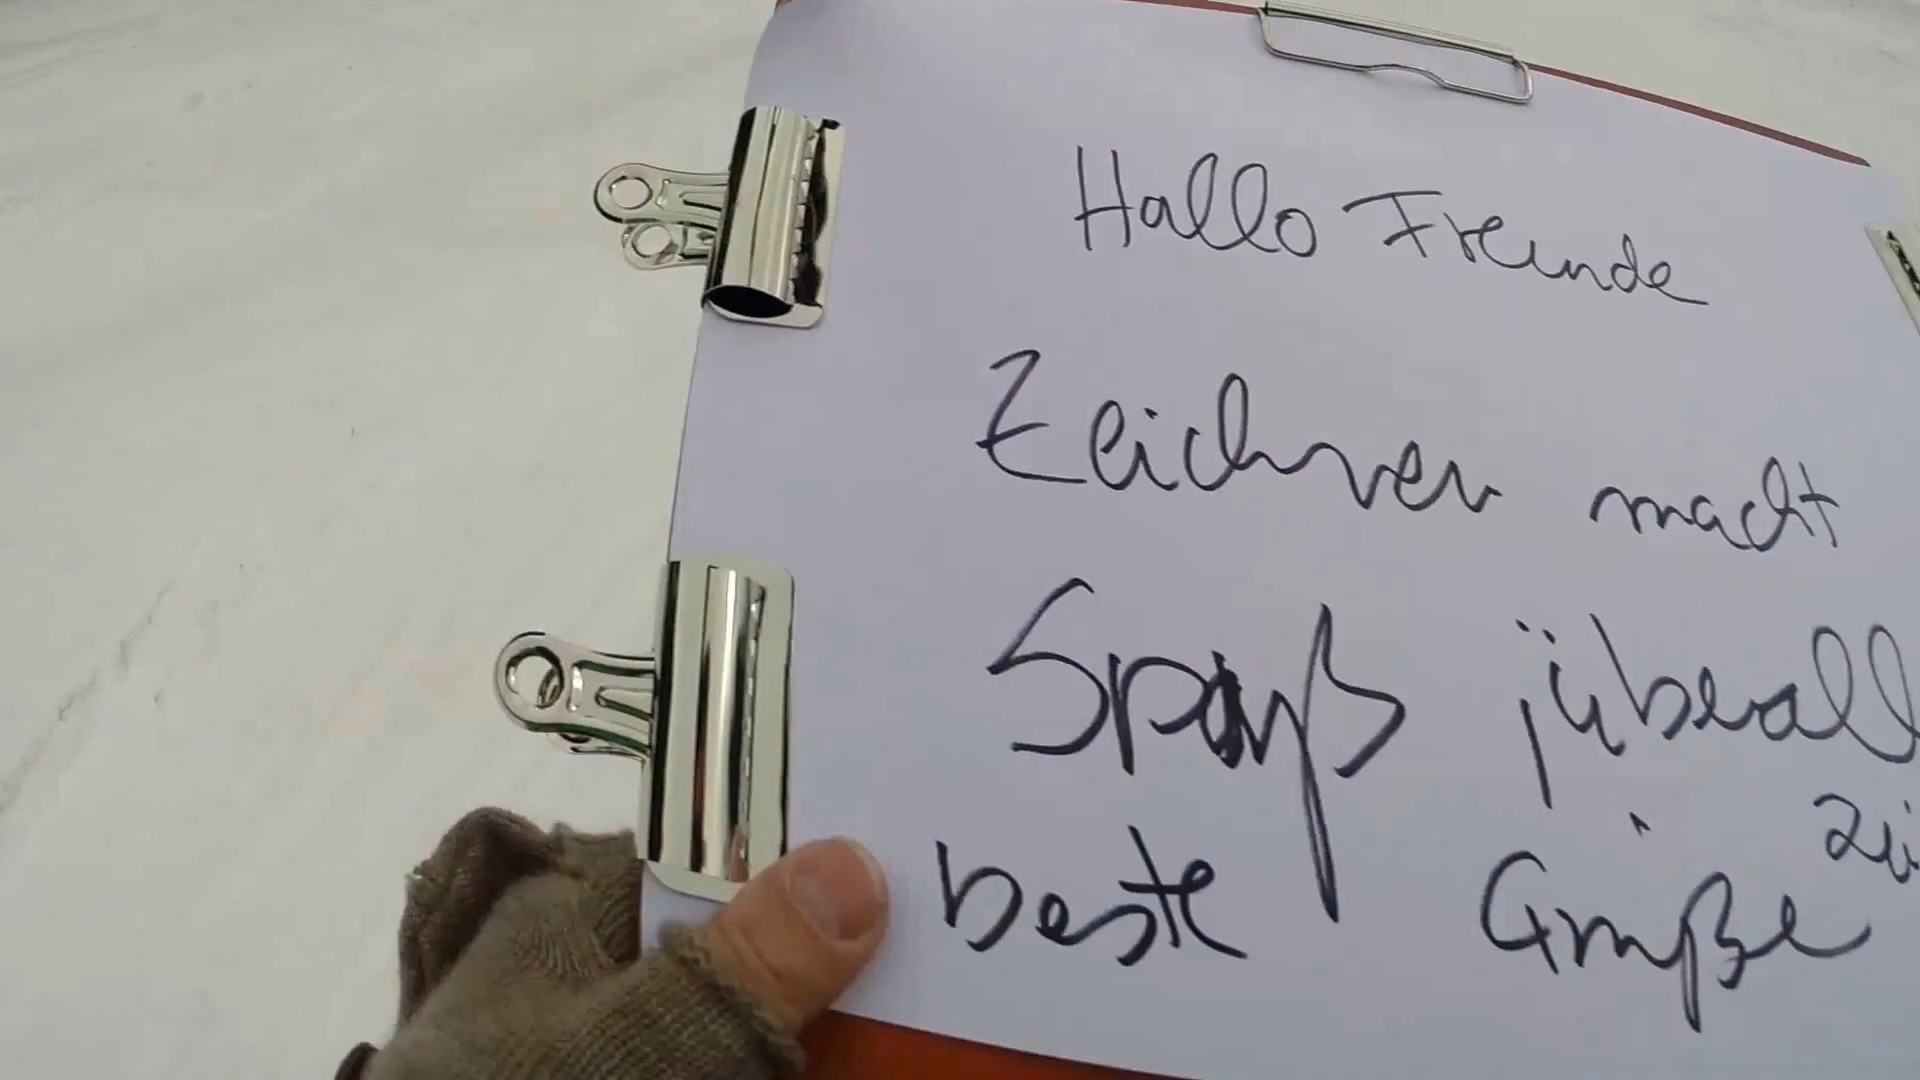 Hallo Freunde
Zeichnen macht
Spaß überall
beste Grüße